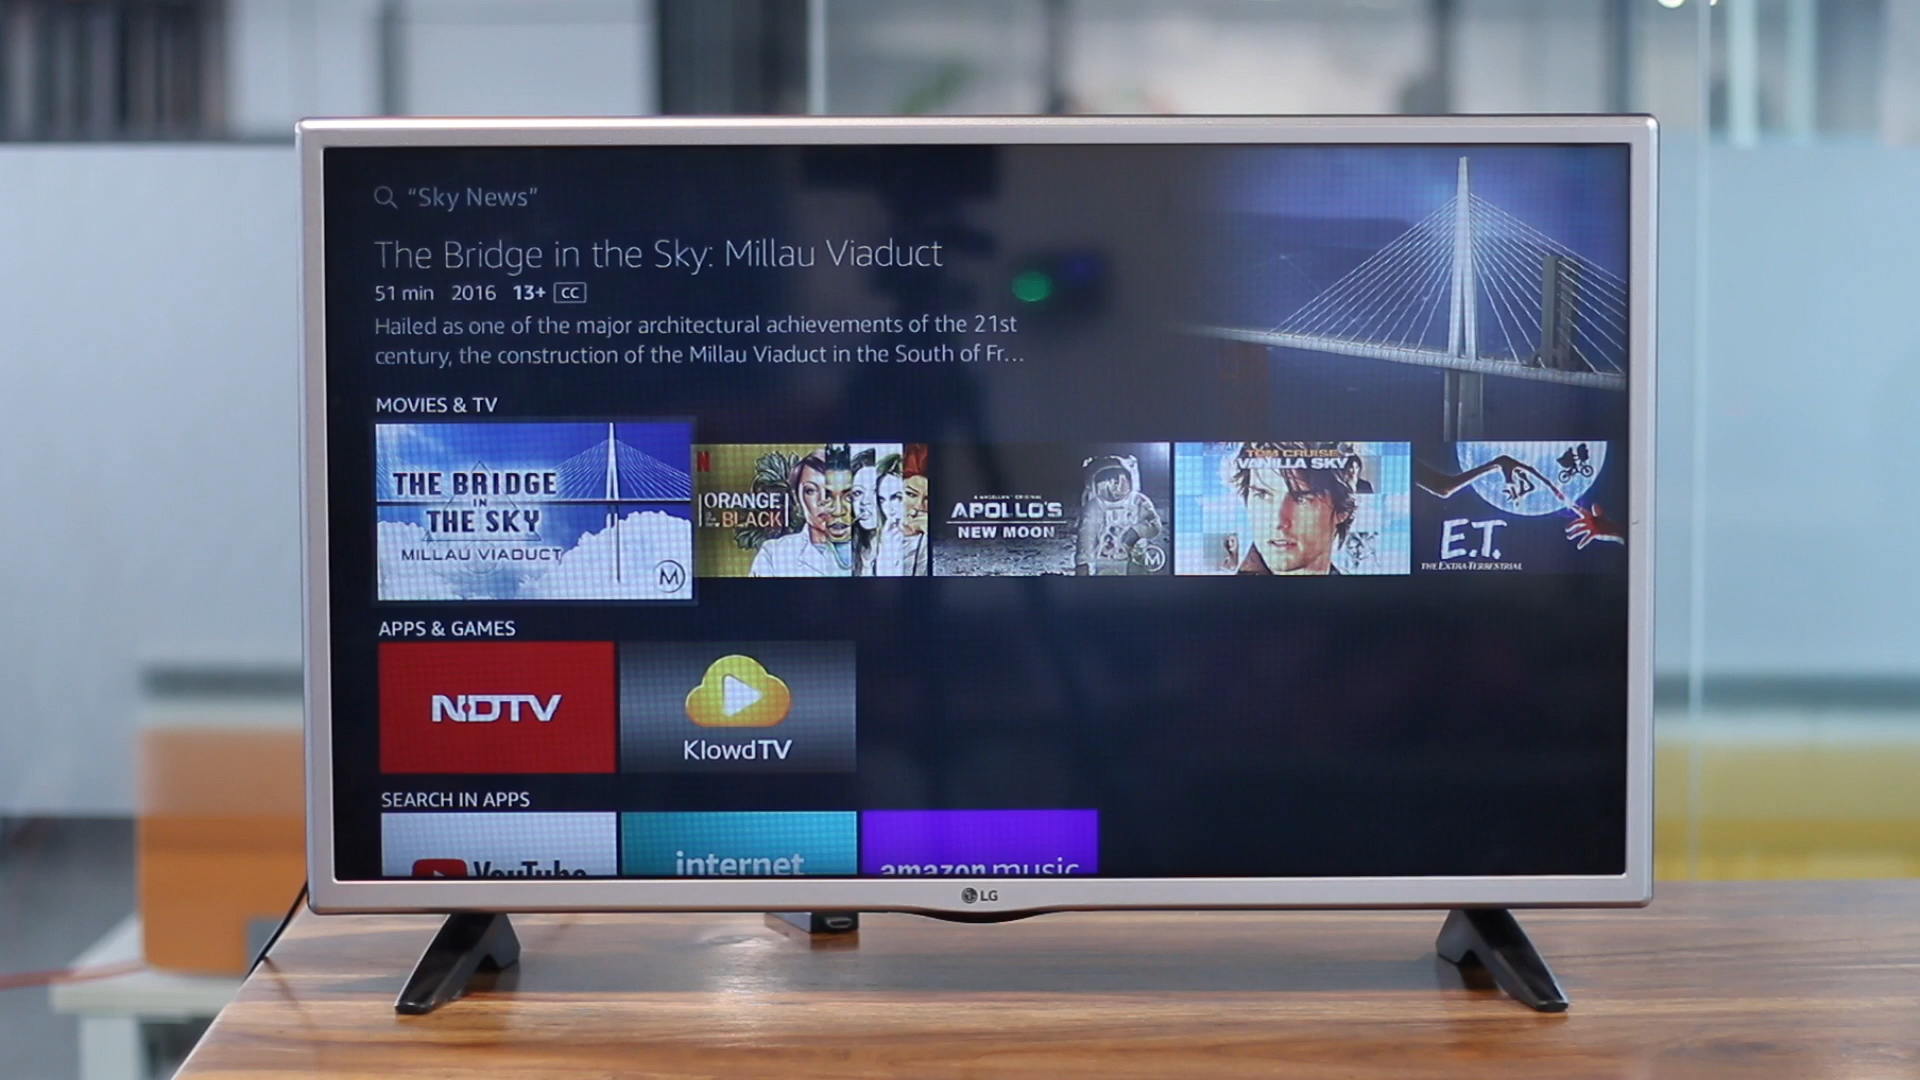 “Sky News”
The Bridge in the Sky: Millau Viaduct
51 min 2016 13+ CC
Hailed as one of the major architectural achievements of the 21st
century, the construction of the Millau Viaduct in the South of Fr...
MOVIES & TV
THE BRIDGE
IN
THE SKY
MILLAU VIADUCT
M
N
ORANGE
BLACK
APOLLO'S
NEW MOON
M
TOM CRUISE
VANILLA SKY
E.T.
THE EXTRA-TERRESTRIAL
APPS & GAMES
NDTV
KlowdTV
SEARCH IN APPS
YouTube
internet
amazon music
LG